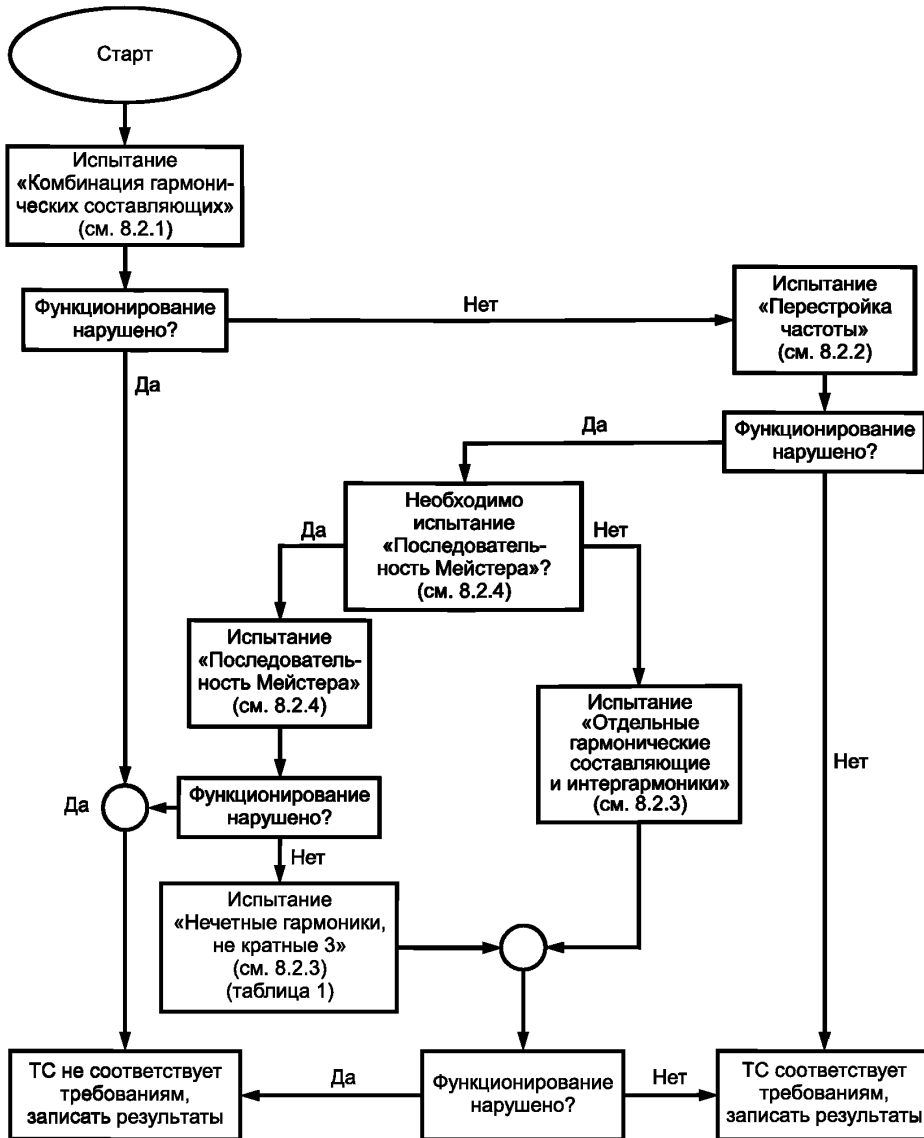 Старт
Испытание
«Комбинация гармони-
ческих составляющих»
(см. 8.2.1)
Функционирование
нарушено?
Нет
Испытание
«Перестройка
частоты»
(см. 8.2.2)
Да
Да
Функционирование
нарушено?
Необходимо
испытание
«Последователь-
ность Мейстера»?
(см. 8.2.4)
Да
Нет
Испытание
«Последователь-
ность Мейстера»
(см. 8.2.4)
Испытание
«Отдельные
гармонические
составляющие
и интергармоники»
(см. 8.2.3)
Нет
Да
Функционирование
нарушено?
Нет
Испытание
«Нечетные гармоники,
не кратные 3»
(см. 8.2.3)
(таблица 1)
ТС не соответствует
требованиям,
записать результаты
Да
Функционирование
нарушено?
Нет
ТС соответствует
требованиям,
записать результаты